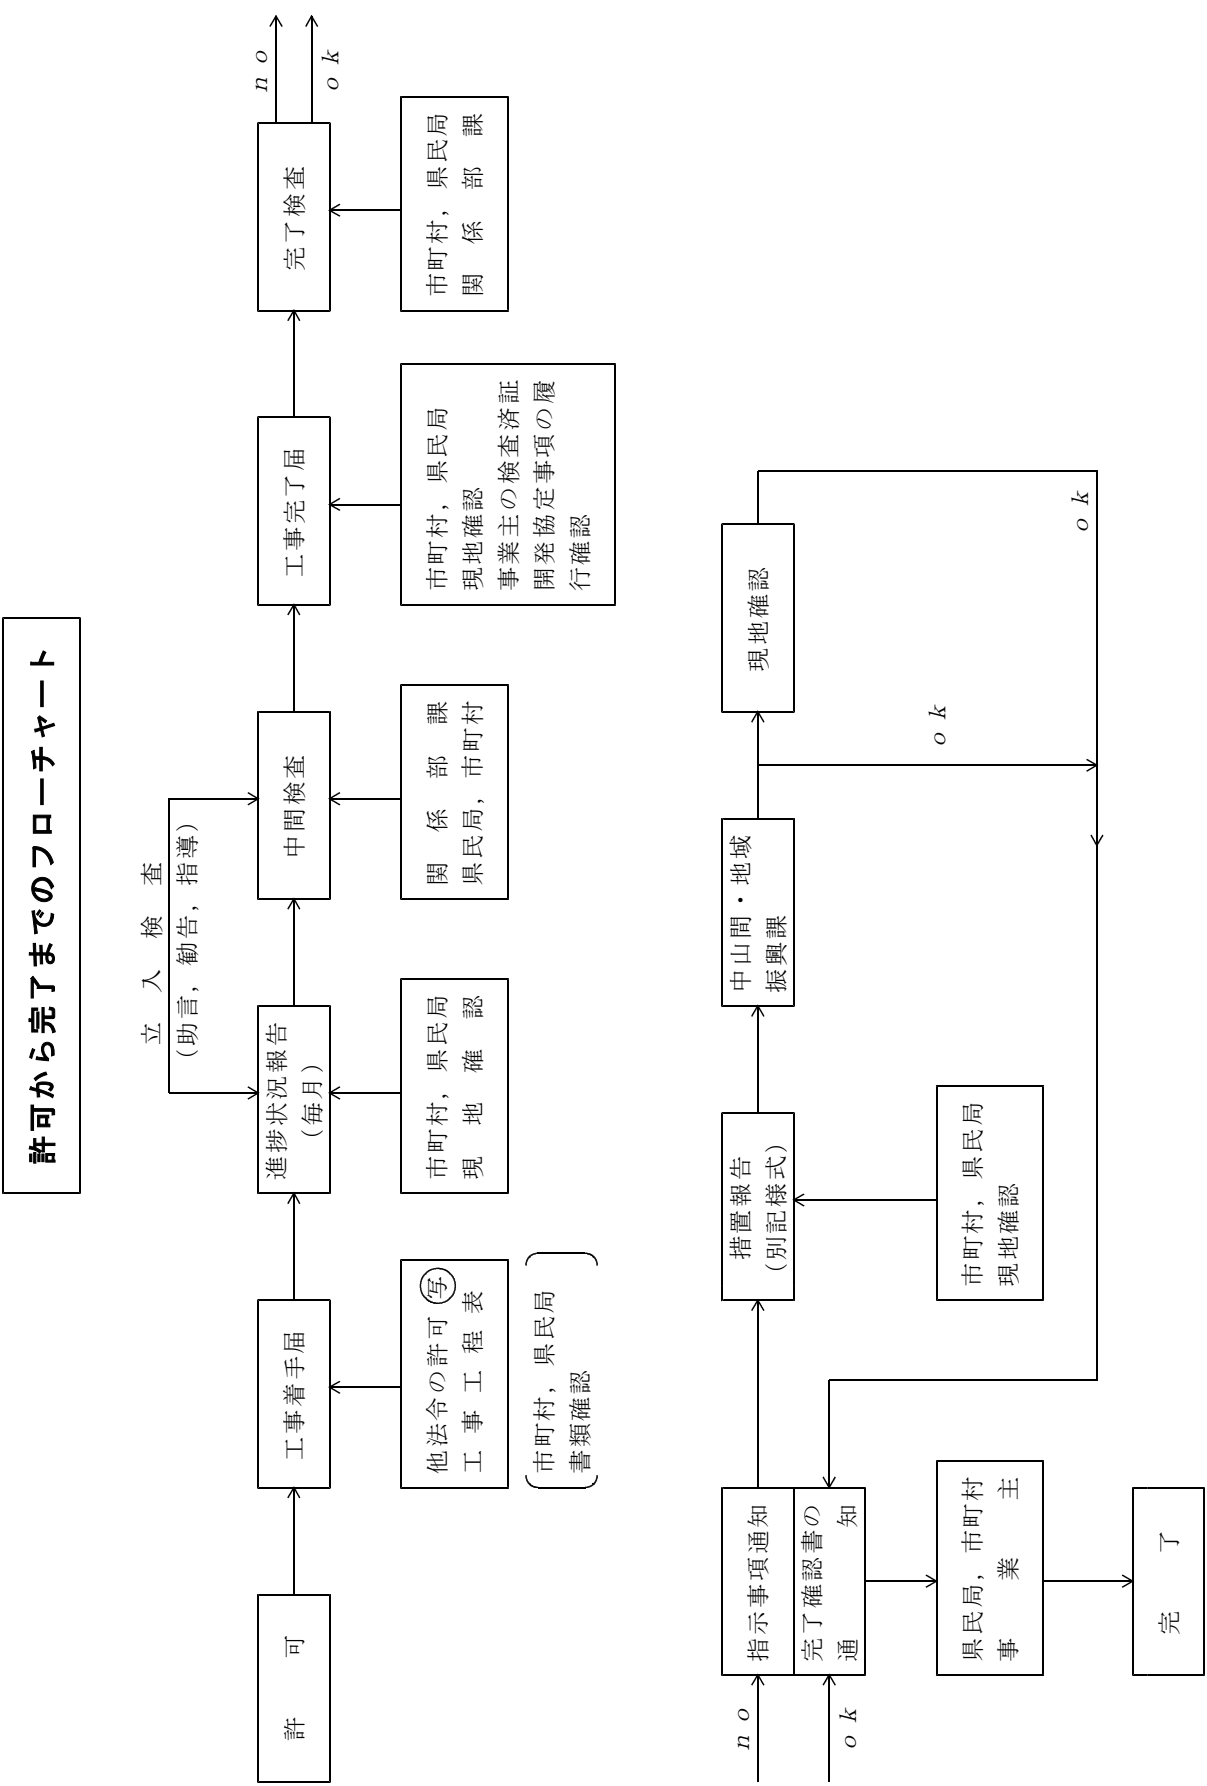 許可から完了までのフローチャート
立入検査
（助言，勧告，指導）
許可
工事着手届
進捗状況報告
（毎月）
中間検査
工事完了届
完了検査
no
ok
他法令の許可 写
工事工程表
市町村，県民局
書類確認
市町村，県民局
現地確認
関係部課
県民局，市町村
市町村，県民局
現地確認
事業主の検査済証
開発協定事項の履
行確認
市町村，県民局
関係部課
no
ok
指示事項通知
完了確認書の
通知
措置報告
（別記様式）
中山間・地域
振興課
現地確認
ok
ok
県民局，市町村
事業主
市町村，県民局
現地確認
完了